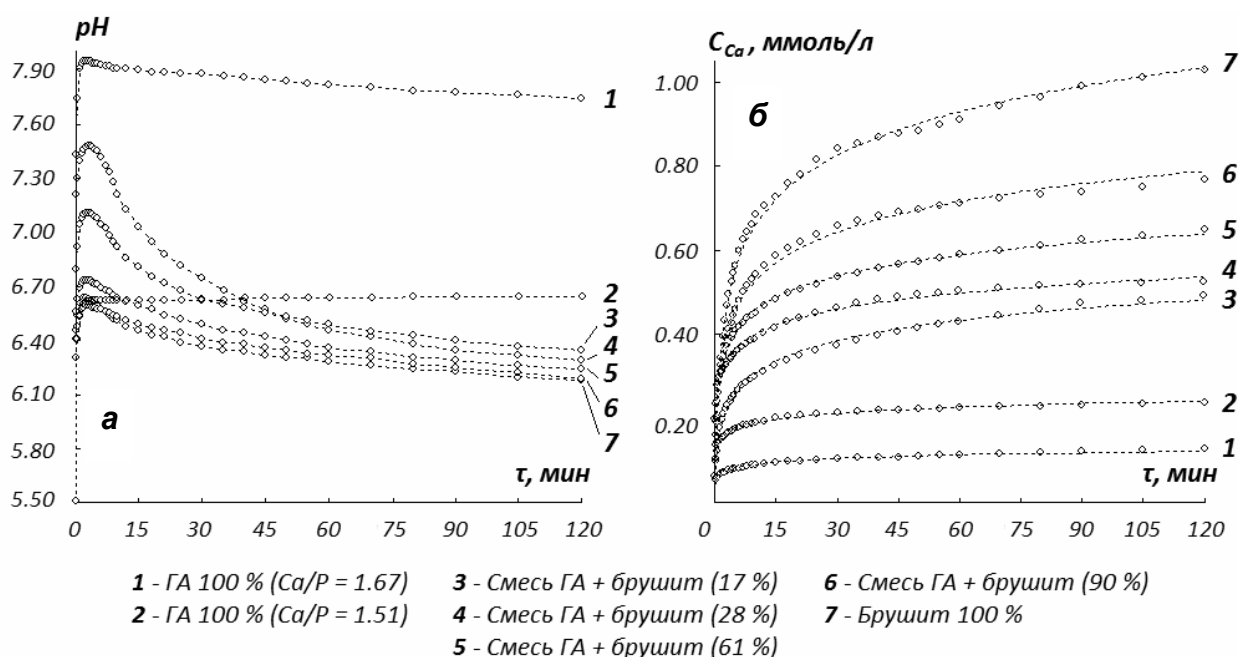 pH
7.90
7.60
7.30
7.00
6.70
6.40
6.10
5.80
5.50
1
2
3
4
5
6
7
а
τ, мин
0 15 30 45 60 75 90 105 120
C_Ca, ммоль/л
1.00
0.80
0.60
0.40
0.20
7
6
5
4
3
2
1
б
τ, мин
0 15 30 45 60 75 90 105 120
1 - ГА 100 % (Ca/P = 1.67) 3 - Смесь ГА + брушит (17 %) 6 - Смесь ГА + брушит (90 %)
2 - ГА 100 % (Ca/P = 1.51) 4 - Смесь ГА + брушит (28 %) 7 - Брушит 100 %
5 - Смесь ГА + брушит (61 %)